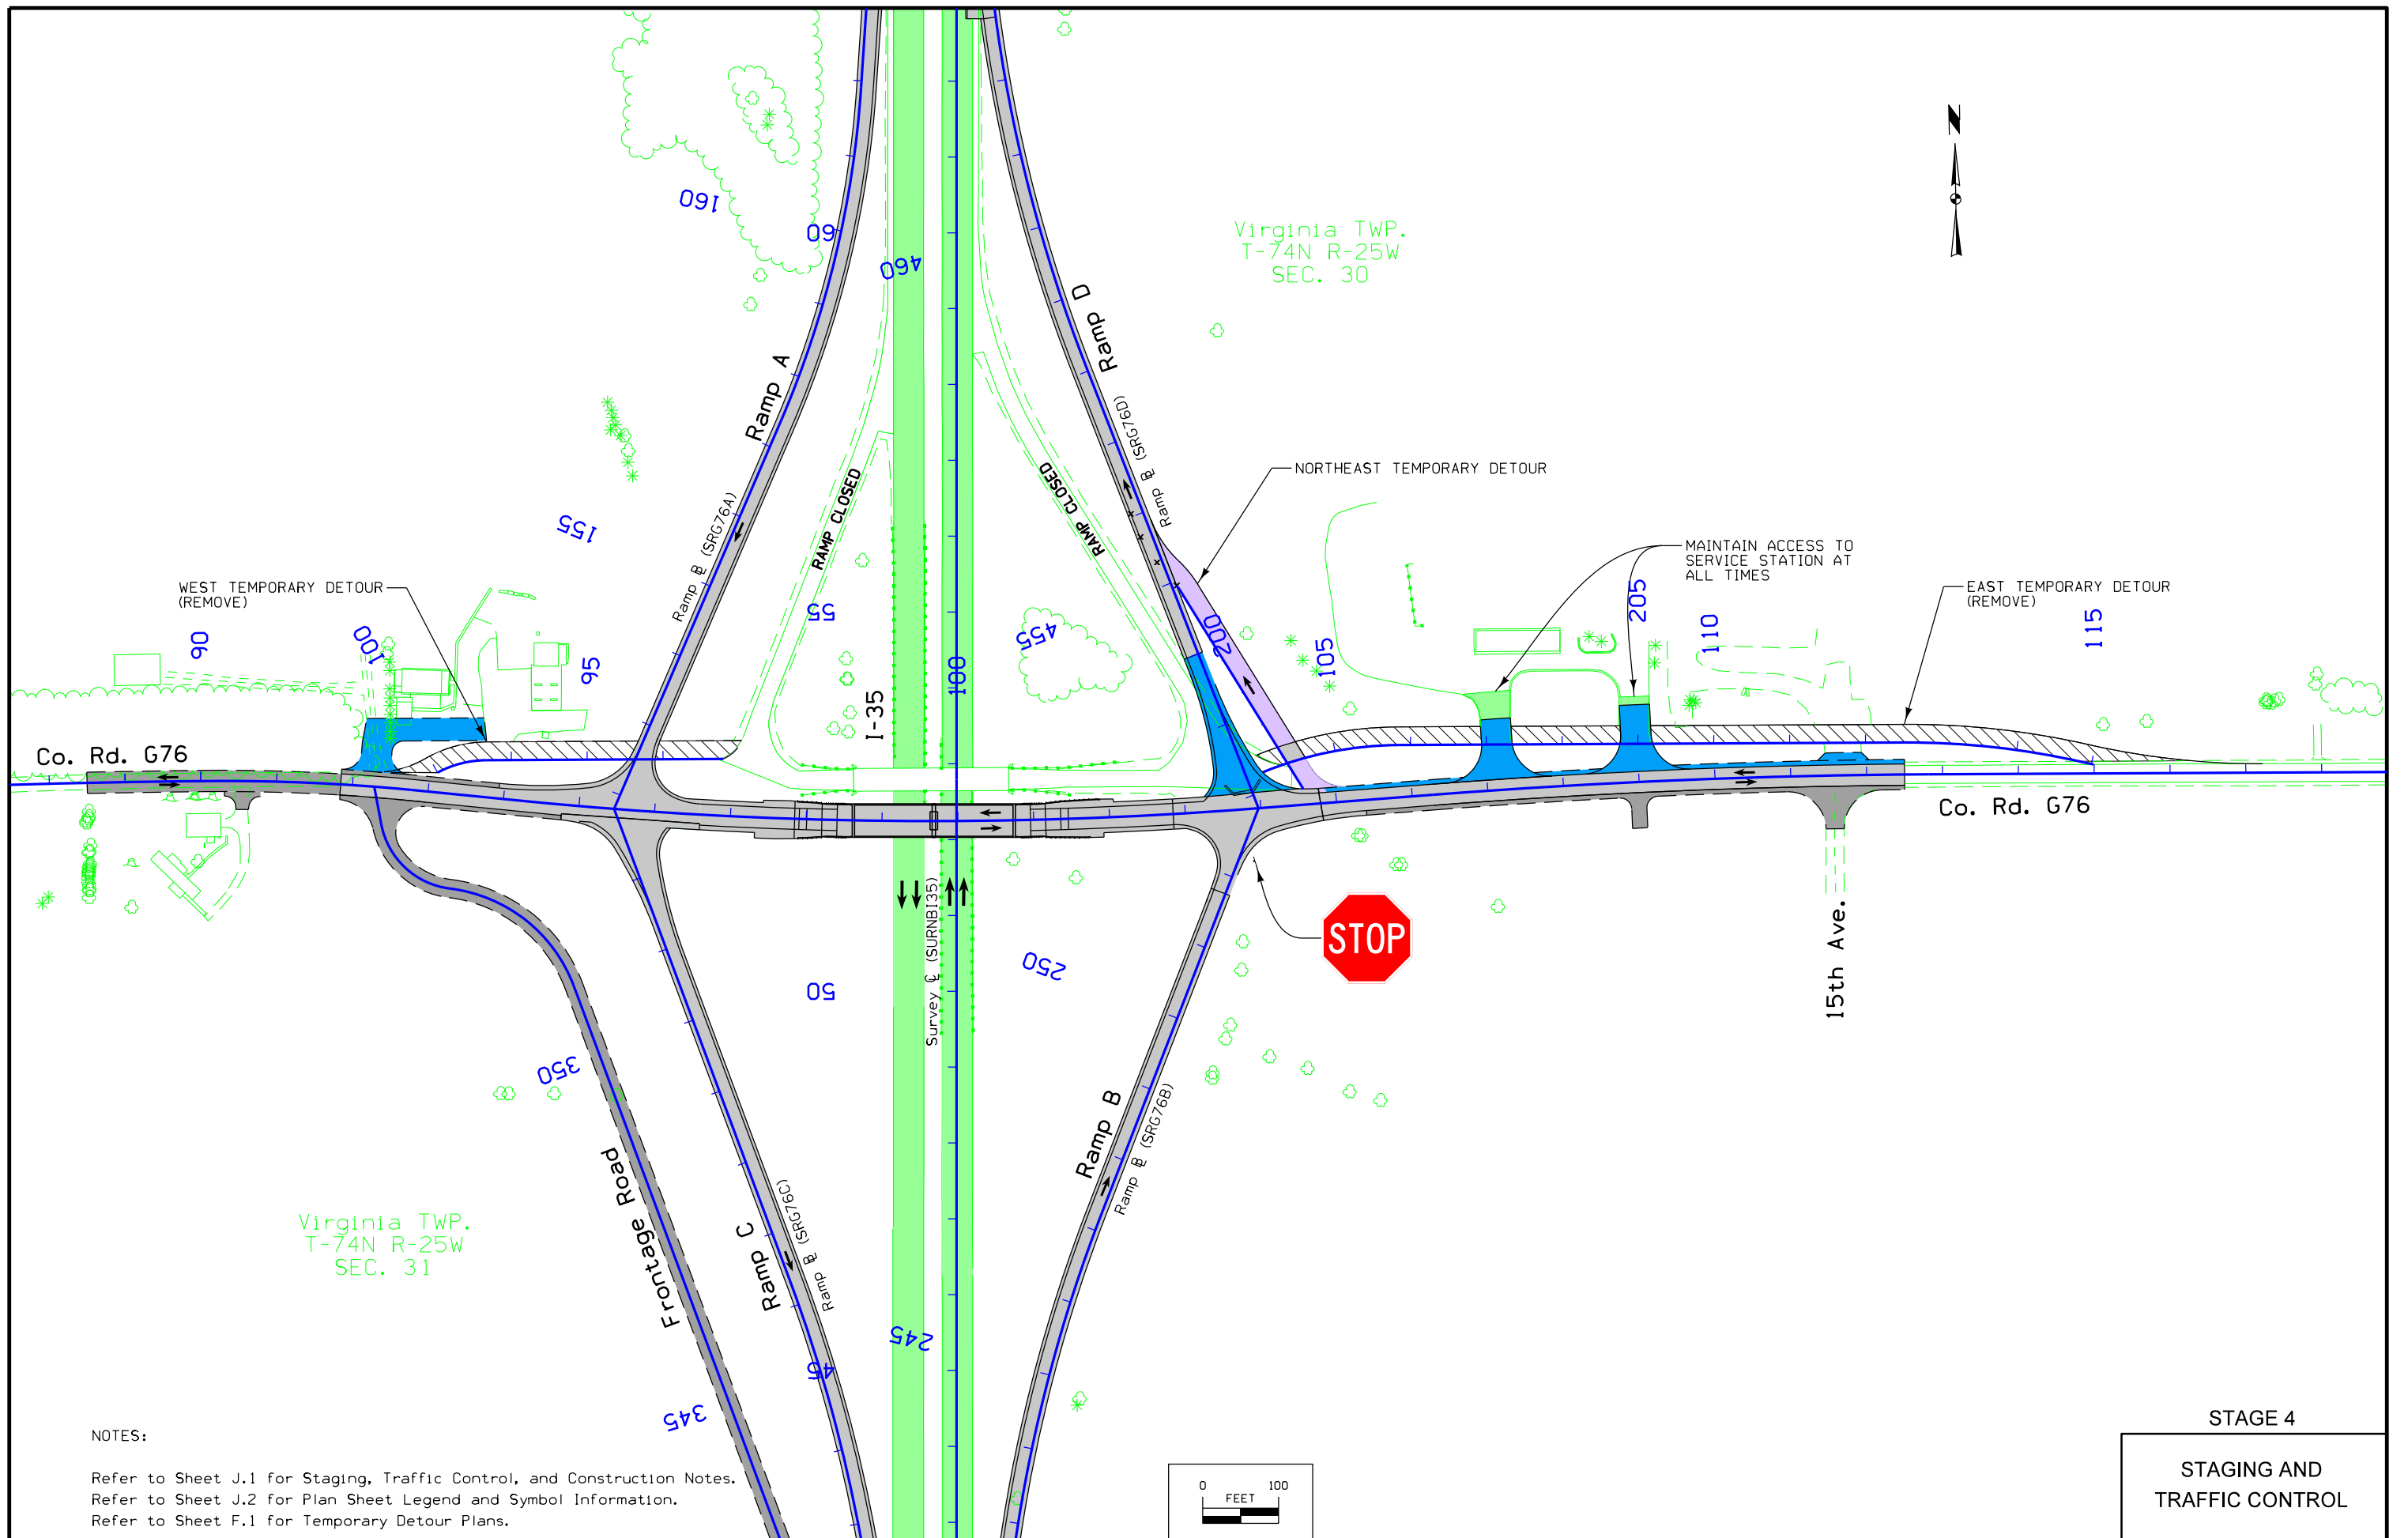 N
160
60
460
Virginia TWP.
T-74N R-25W
SEC. 30
Ramp D
Ramp A
Ramp BL (SRG76D)
RAMP CLOSED
RAMP CLOSED
NORTHEAST TEMPORARY DETOUR
Ramp BL (SRG76A)
155
MAINTAIN ACCESS TO
SERVICE STATION AT
ALL TIMES
WEST TEMPORARY DETOUR
(REMOVE)
EAST TEMPORARY DETOUR
(REMOVE)
90
100
95
55
455
100
200
105
205
110
115
I-35
Co. Rd. G76
Co. Rd. G76
STOP
15th Ave.
Survey CL (SURNBI35)
50
250
350
Ramp B
Ramp BL (SRG76B)
Frontage Road
Ramp C
Ramp BL (SRG76C)
Virginia TWP.
T-74N R-25W
SEC. 31
245
45
345
NOTES:
Refer to Sheet J.1 for Staging, Traffic Control, and Construction Notes.
Refer to Sheet J.2 for Plan Sheet Legend and Symbol Information.
Refer to Sheet F.1 for Temporary Detour Plans.
0 100
FEET
STAGE 4
STAGING AND
TRAFFIC CONTROL